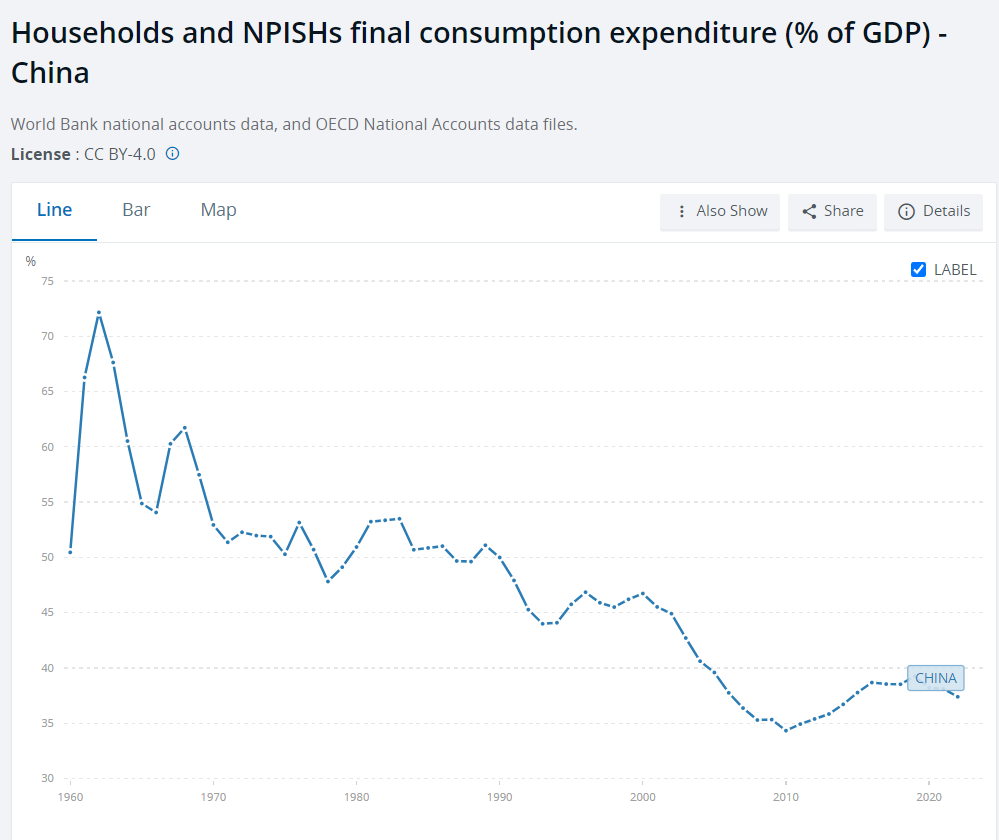 Households and NPISHs final consumption expenditure (% of GDP) -
China
World Bank national accounts data, and OECD National Accounts data files.
License : CC BY-4.0
Line Bar Map Also Show Share Details
%
LABEL
75
70
65
60
55
50
45
40
CHINA
35
30
1960 1970 1980 1990 2000 2010 2020